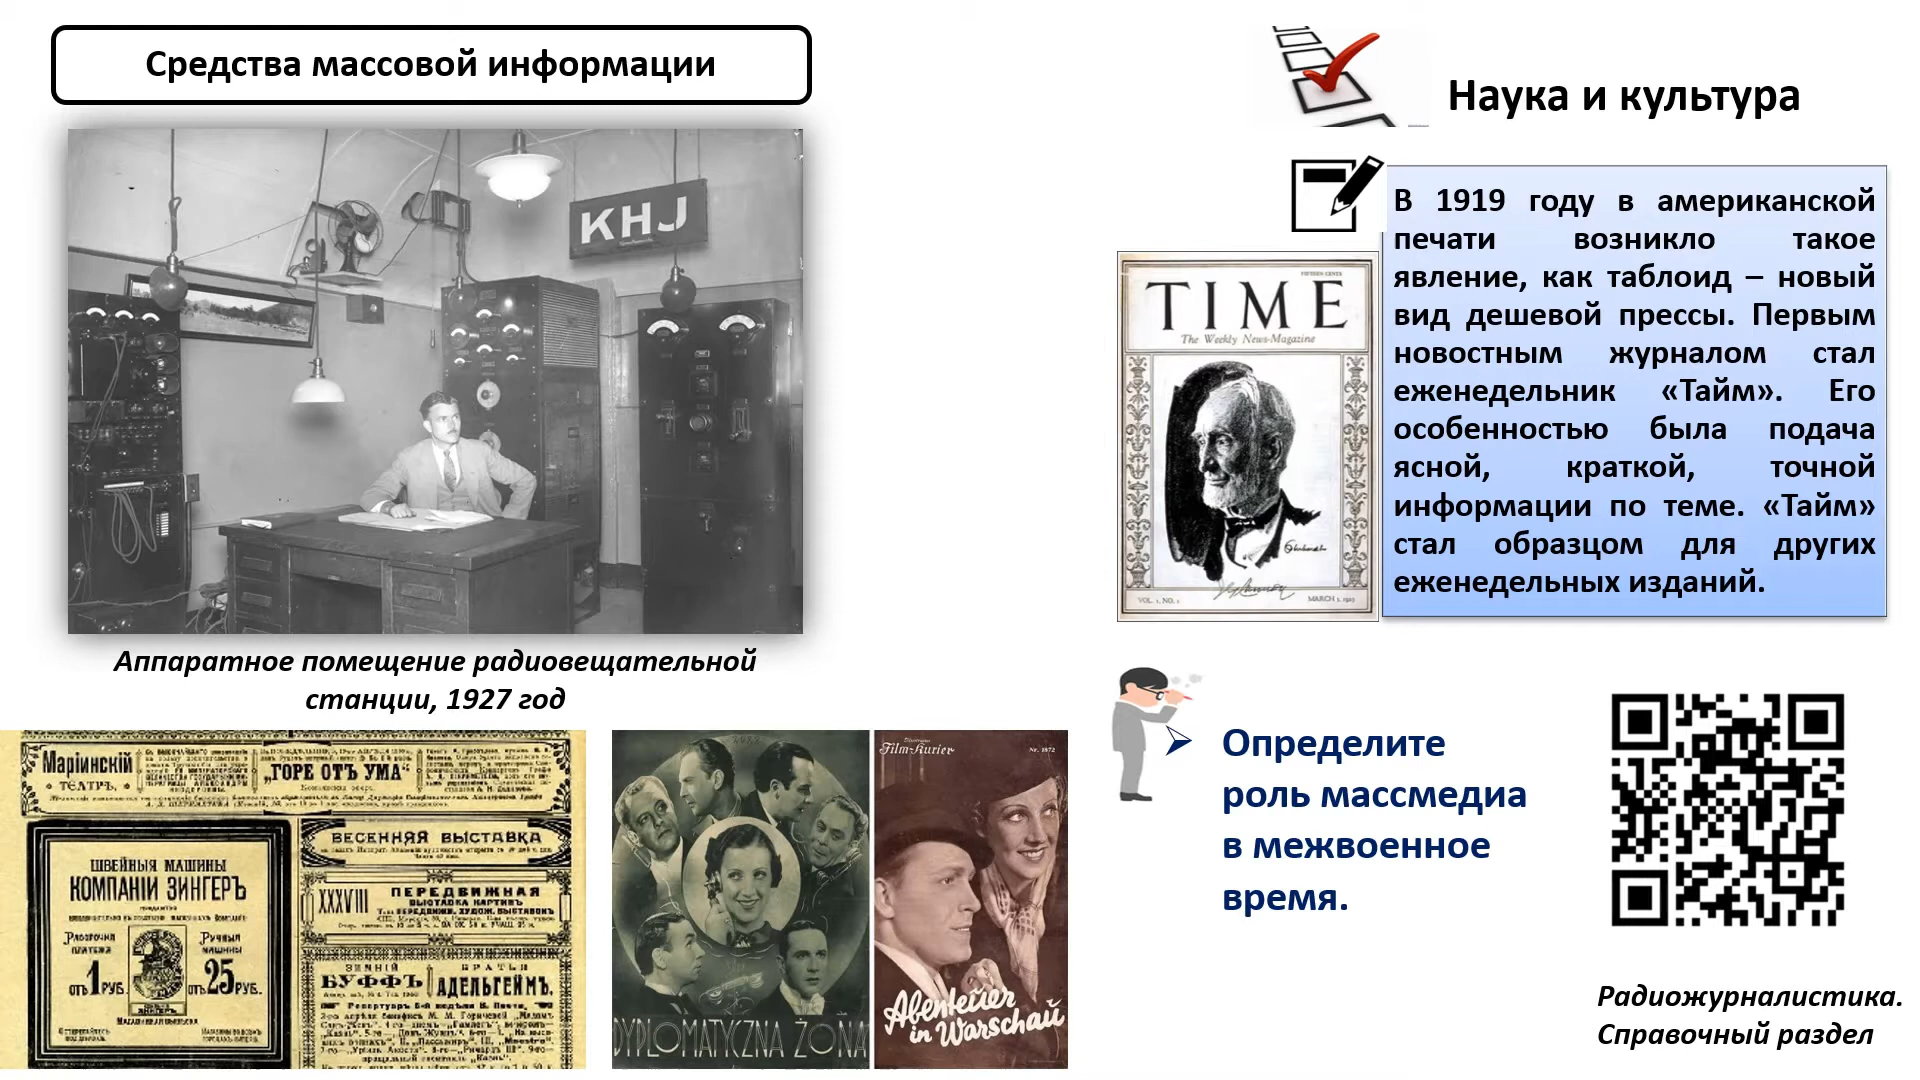 Средства массовой информации
KHJ
Аппаратное помещение радиовещательной
станции, 1927 год
Марiинскiй
ТЕАТРЪ,
„ГОРЕ ОТЪ УМА“
ШВЕЙНЫЯ МАШИНЫ
КОМПАНIИ ЗИНГЕРЪ
Разсрочка
платежа
отъ 1 РУБ.
Ручныя
машины
отъ 25 РУБ.
ВЕСЕННЯЯ ВЫСТАВКА
XXXVIII ПЕРЕДВИЖНАЯ
ВЫСТАВКА КАРТИНЪ
ЗИМНIЙ
БУФФЪ
БРАТЬЯ
АДЕЛЬГЕЙМЪ.
DYPLOMATYCZNA ŻONA
Film-Kurier
Abenteuer
in Warschau
Наука и культура
В 1919 году в американской
печати возникло такое
явление, как таблоид – новый
вид дешевой прессы. Первым
новостным журналом стал
еженедельник «Тайм». Его
особенностью была подача
ясной, краткой, точной
информации по теме. «Тайм»
стал образцом для других
еженедельных изданий.
FIFTEEN CENTS
TIME
The Weekly News-Magazine
VOL. 1, NO. 1
MARCH 3, 1923
Определите
роль массмедиа
в межвоенное
время.
Радиожурналистика.
Справочный раздел